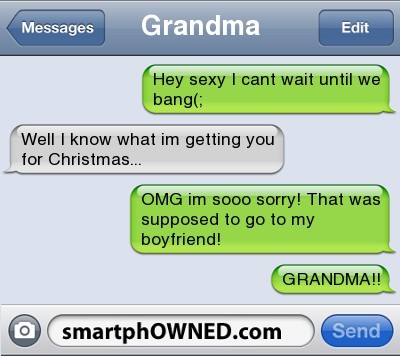 Messages Grandma Edit
Hey sexy I cant wait until we
bang(;
Well I know what im getting you
for Christmas...
OMG im sooo sorry! That was
supposed to go to my
boyfriend!
GRANDMA!!
smartphOWNED.com Send